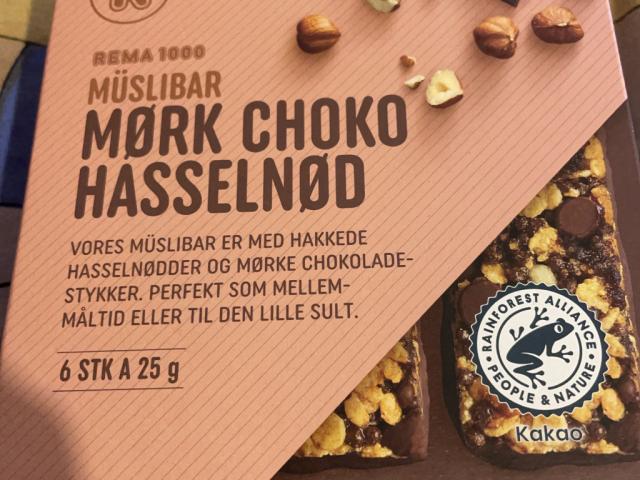 REMA 1000
MÜSLIBAR
MØRK CHOKO
HASSELNØD
VORES MÜSLIBAR ER MED HAKKEDE
HASSELNØDDER OG MØRKE CHOKOLADE-
STYKKER. PERFEKT SOM MELLEM-
MÅLTID ELLER TIL DEN LILLE SULT.
6 STK A 25 g
RAINFOREST ALLIANCE
PEOPLE & NATURE
Kakao